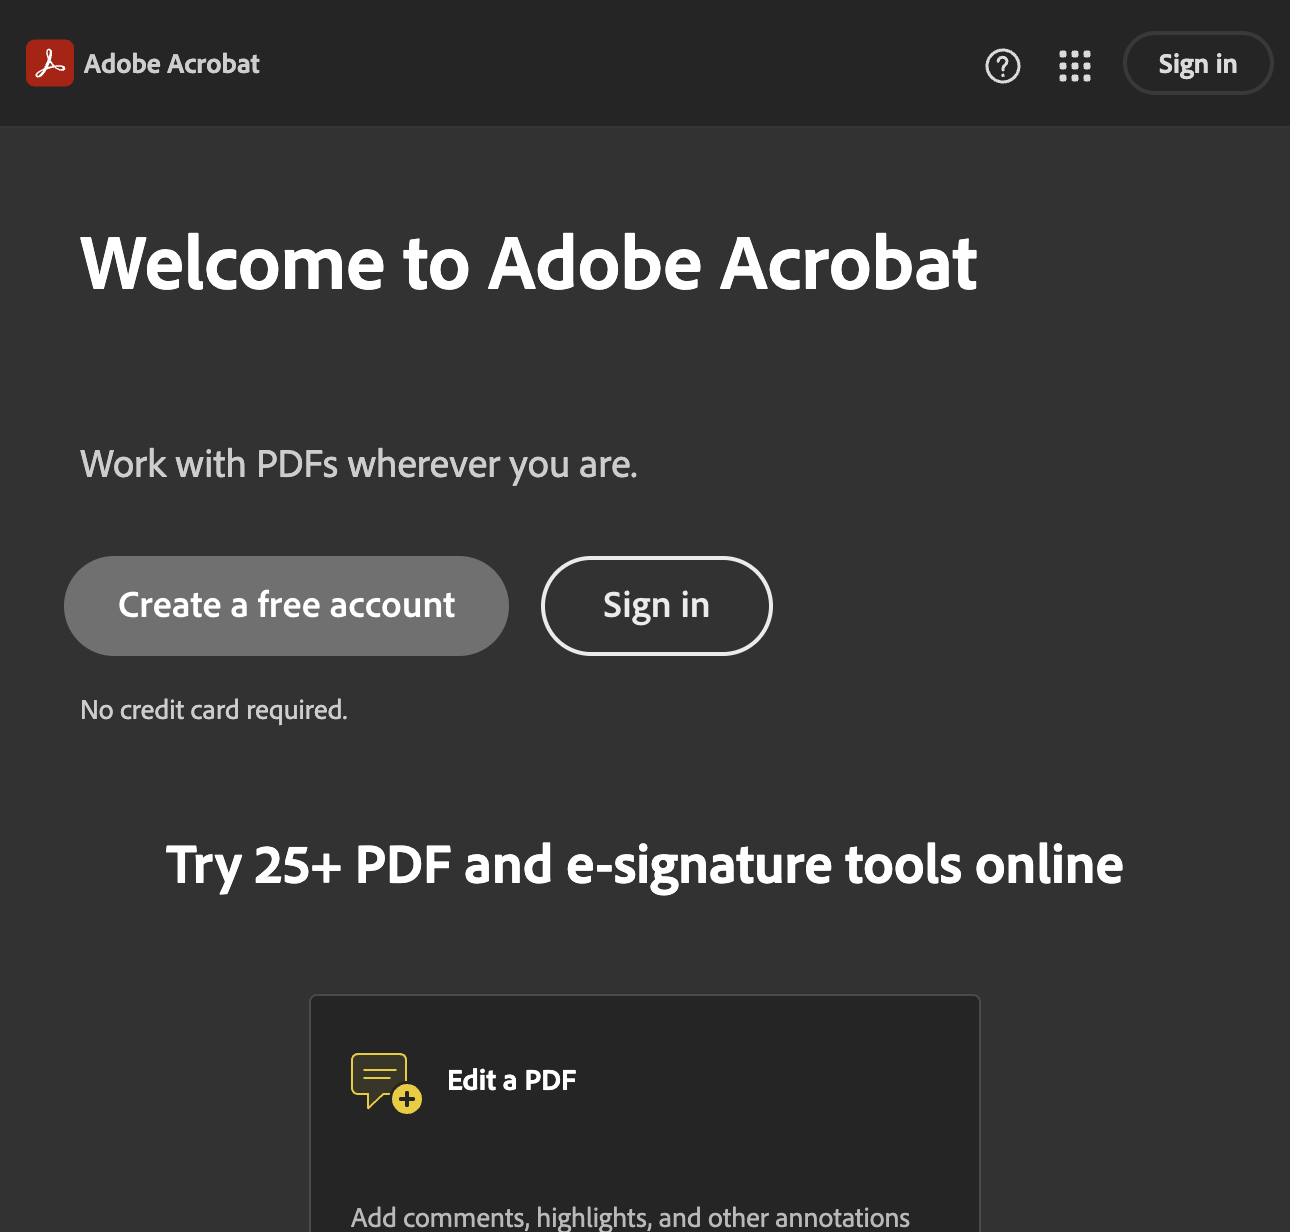 Adobe Acrobat
Sign in
Welcome to Adobe Acrobat
Work with PDFs wherever you are.
Create a free account
Sign in
No credit card required.
Try 25+ PDF and e-signature tools online
Edit a PDF
Add comments, highlights, and other annotations